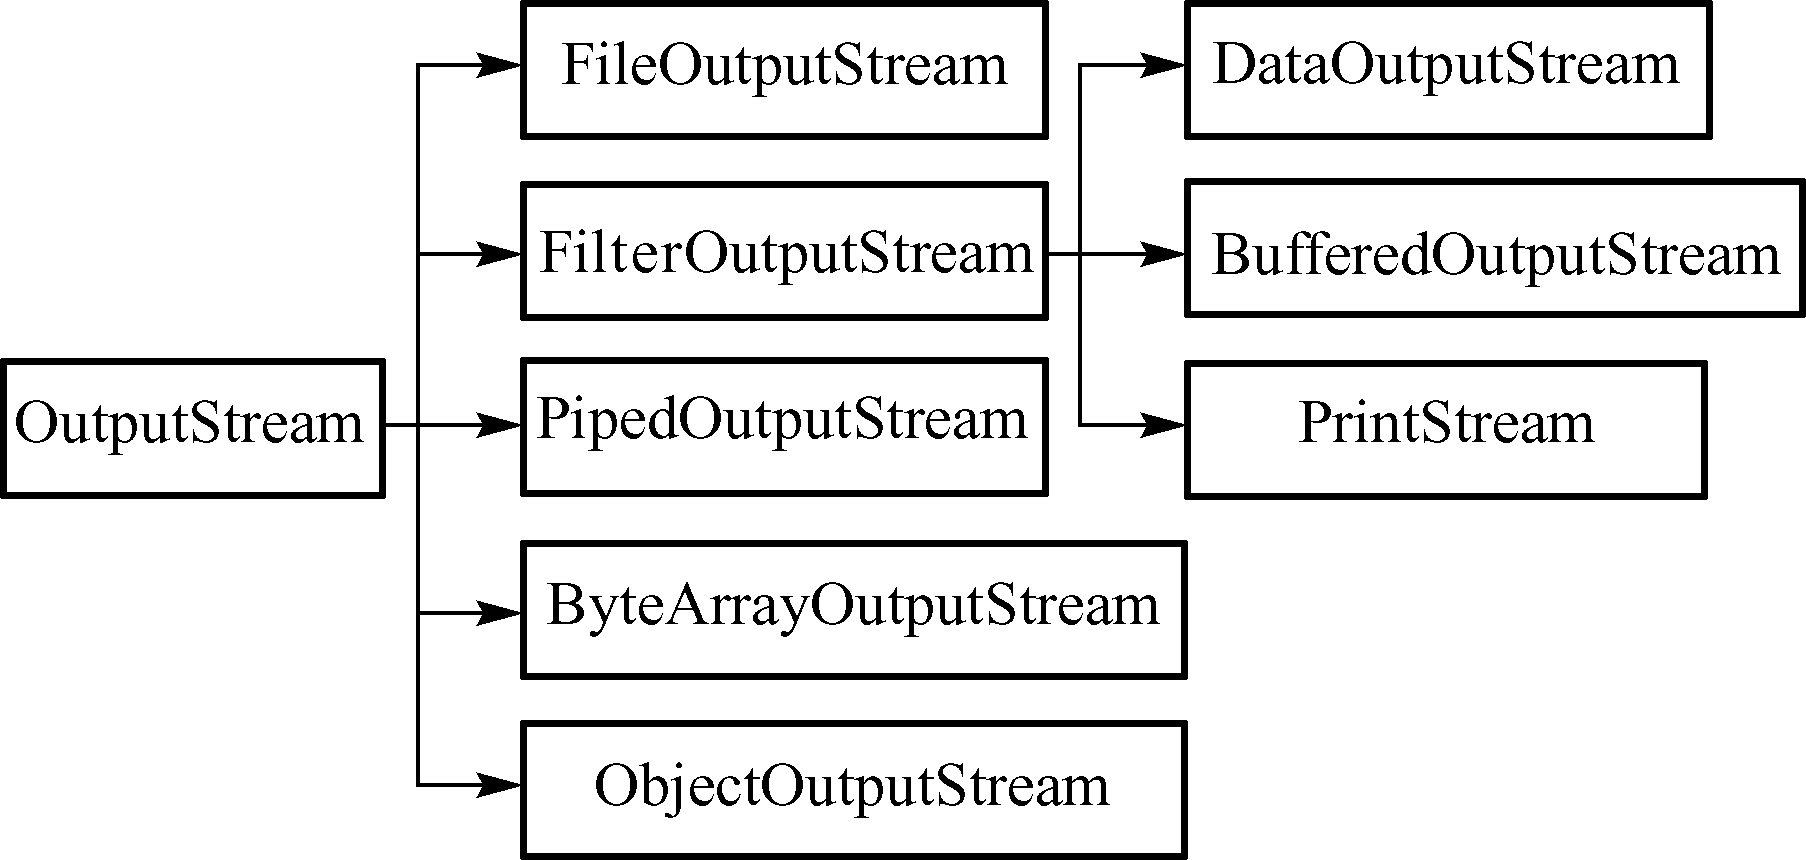 FileOutputStream
DataOutputStream
FilterOutputStream
BufferedOutputStream
OutputStream
PipedOutputStream
PrintStream
ByteArrayOutputStream
ObjectOutputStream